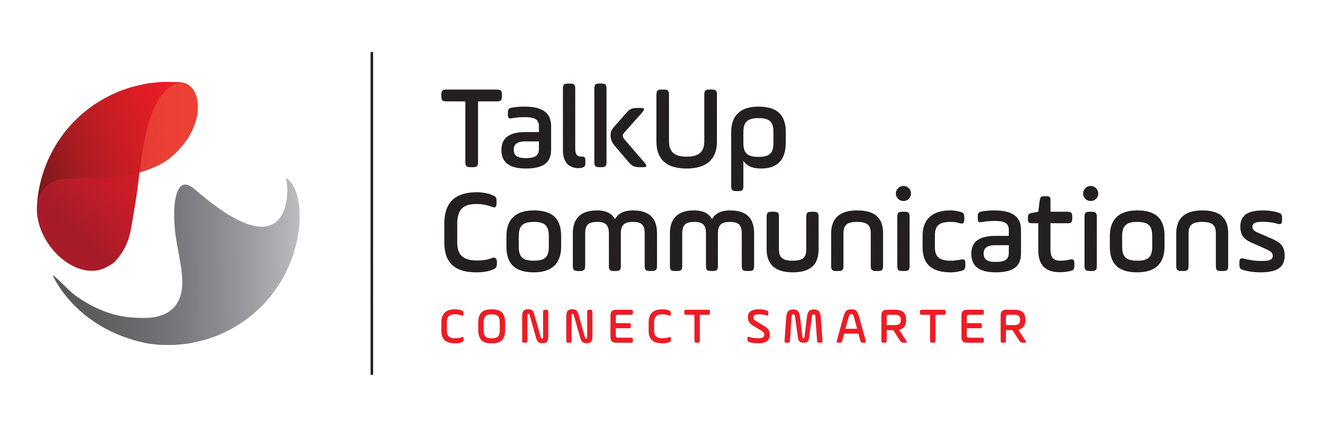 TalkUp
Communications
CONNECT SMARTER